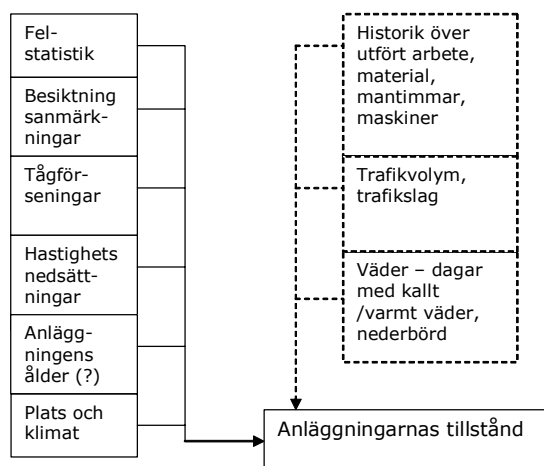 Fel-
statistik
Besiktning
sanmärk-
ningar
Tågför-
seningar
Hastighets
nedsätt-
ningar
Anlägg-
ningens
ålder (?)
Plats och
klimat
Historik över
utfört arbete,
material,
mantimmar,
maskiner
Trafikvolym,
trafikslag
Väder – dagar
med kallt
/varmt väder,
nederbörd
Anläggningarnas tillstånd